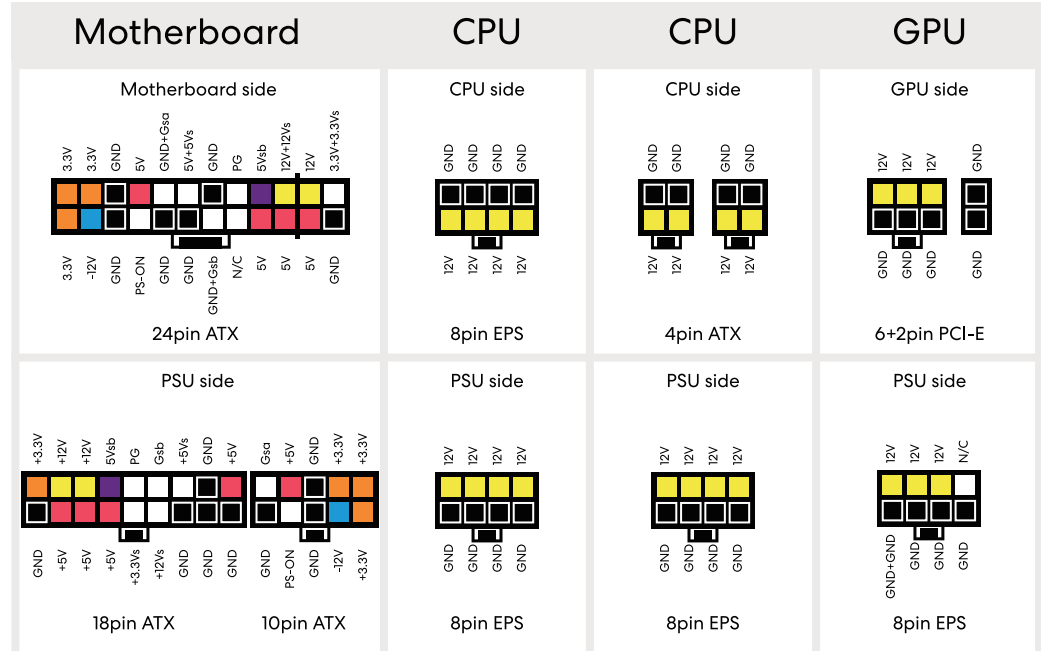 Motherboard
CPU
CPU
GPU
Motherboard side
3.3V 3.3V GND 5V GND+Gsa 5V+5Vs GND PG 5Vsb 12V+12Vs 12V 3.3V+3.3Vs
3.3V -12V GND PS-ON GND GND GND+Gsb N/C 5V 5V 5V GND
24pin ATX
CPU side
GND GND GND GND
12V 12V 12V 12V
8pin EPS
CPU side
GND GND GND GND
12V 12V 12V 12V
4pin ATX
GPU side
12V 12V 12V GND
GND GND GND GND
6+2pin PCI-E
PSU side
+3.3V +12V +12V 5Vsb PG Gsb +5Vs GND +5V Gsa +5V GND +3.3V +3.3V
GND +5V +5V +5V +3.3Vs +12Vs GND GND GND GND PS-ON GND -12V +3.3V
18pin ATX
10pin ATX
PSU side
12V 12V 12V 12V
GND GND GND GND
8pin EPS
PSU side
12V 12V 12V 12V
GND GND GND GND
8pin EPS
PSU side
12V 12V 12V N/C
GND+GND GND GND GND
8pin EPS